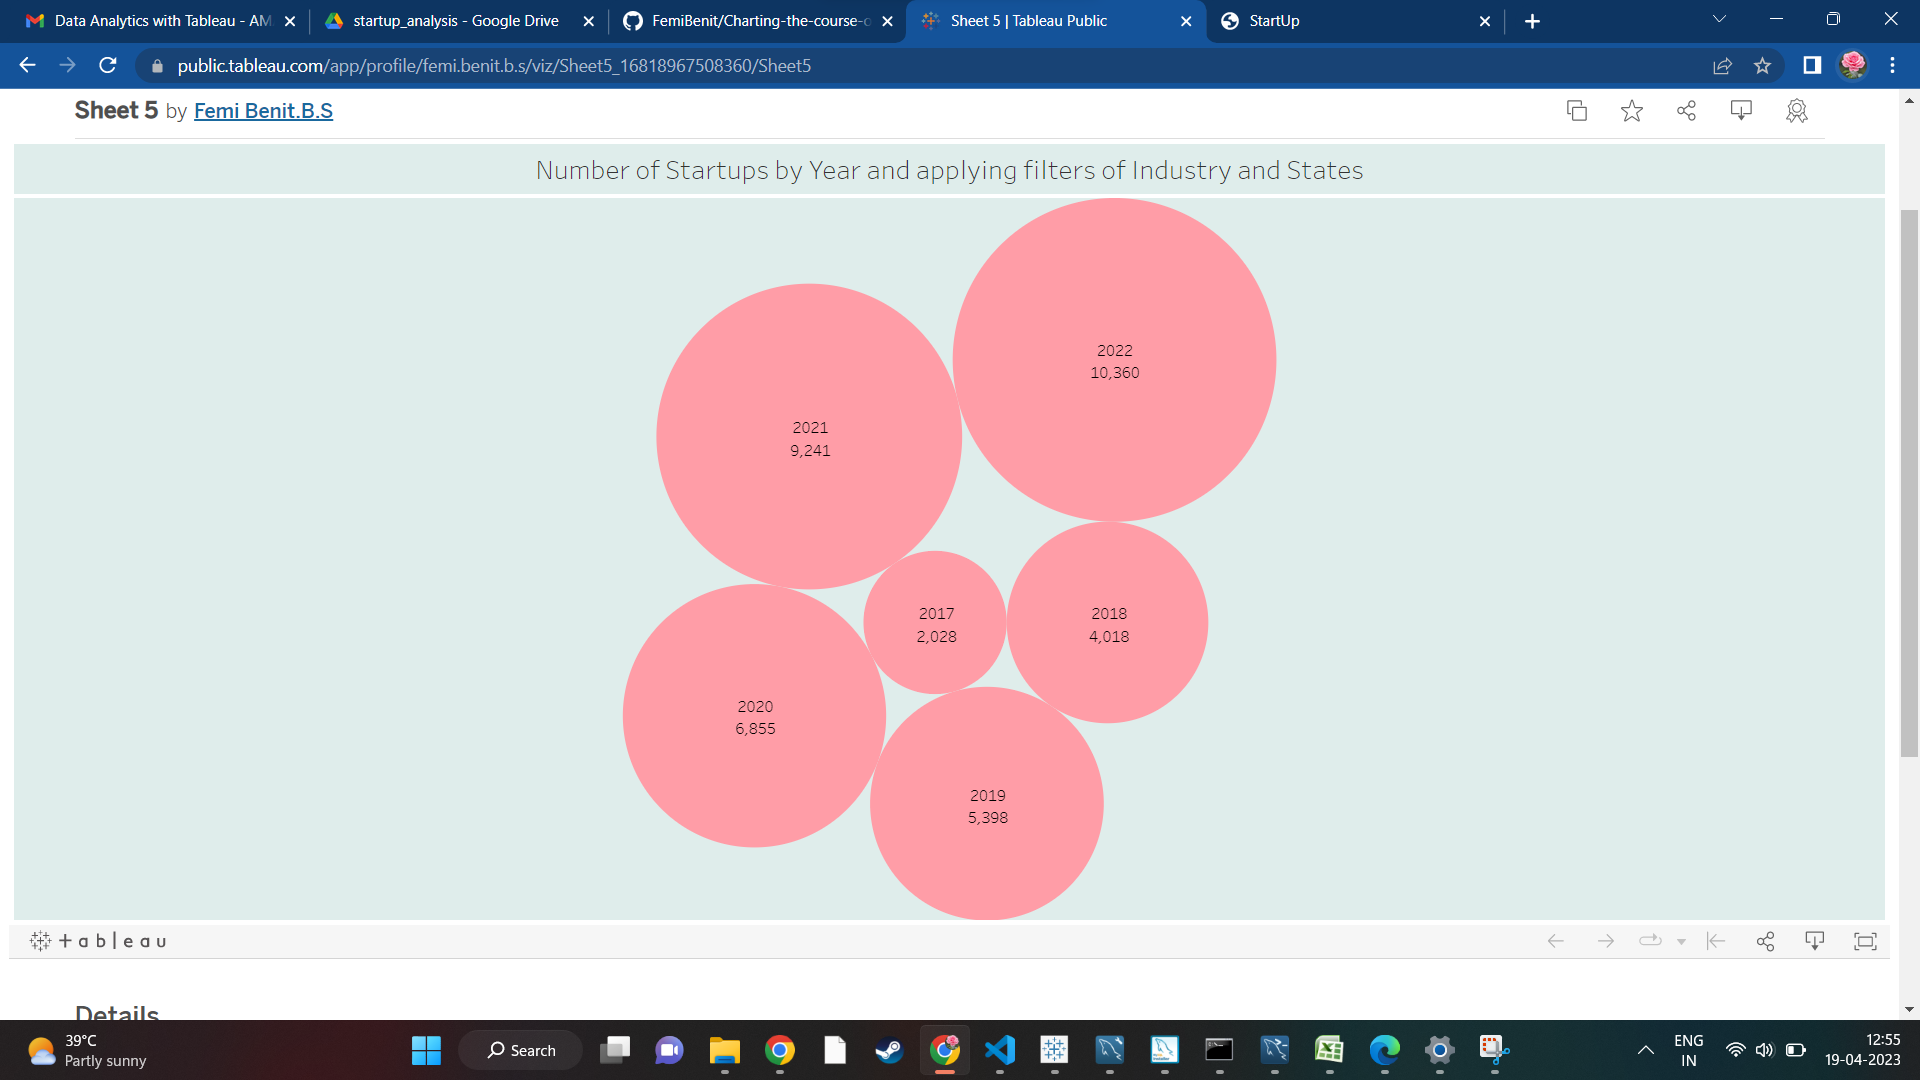 Data Analytics with Tableau - AM
startup_analysis - Google Drive
FemiBenit/Charting-the-course-o
Sheet 5 | Tableau Public
StartUp
public.tableau.com/app/profile/femi.benit.b.s/viz/Sheet5_16818967508360/Sheet5
Sheet 5 by Femi Benit.B.S
Number of Startups by Year and applying filters of Industry and States
2022
10,360
2021
9,241
2017
2,028
2018
4,018
2020
6,855
2019
5,398
+ableau
Details
39°C
Partly sunny
Search
ENG
IN
12:55
19-04-2023